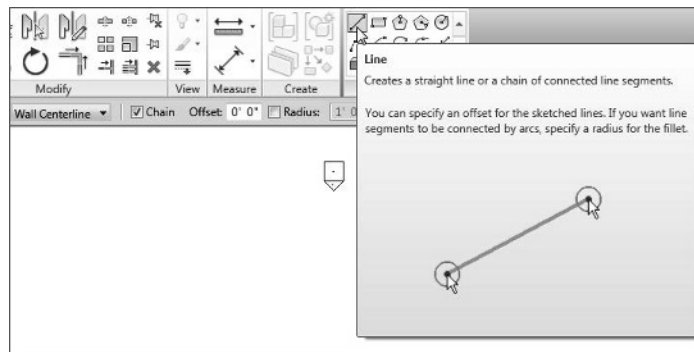 Modify
View
Measure
Create
Wall Centerline
Chain
Offset: 0' 0"
Radius:
Line
Creates a straight line or a chain of connected line segments.
You can specify an offset for the sketched lines. If you want line
segments to be connected by arcs, specify a radius for the fillet.